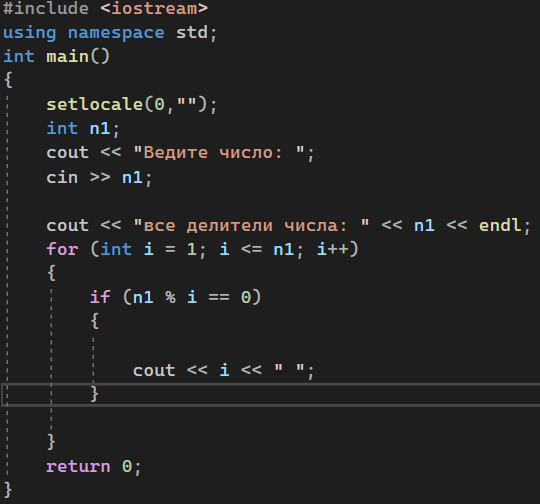 #include <iostream>
using namespace std;
int main()
{
setlocale(0,"");
int n1;
cout << "Ведите число: ";
cin >> n1;
cout << "все делители числа: " << n1 << endl;
for (int i = 1; i <= n1; i++)
{
if (n1 % i == 0)
{
cout << i << " ";
}
}
return 0;
}